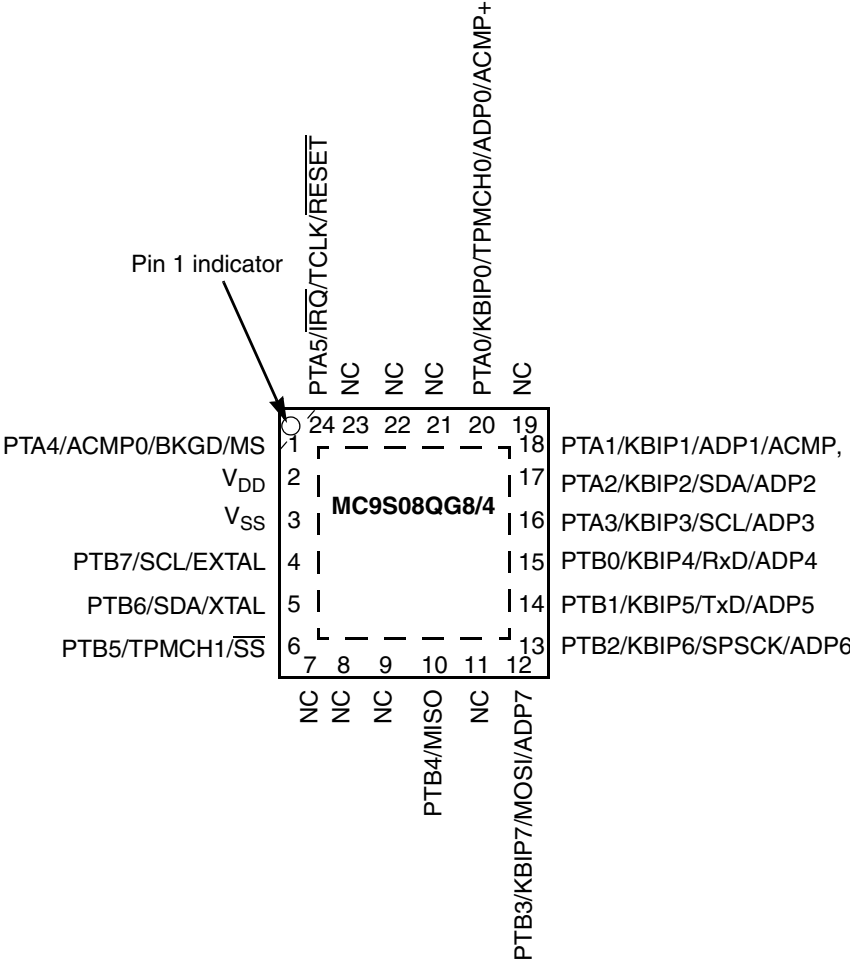 PTA5/IRQ/TCLK/RESET
PTA0/KBIP0/TPMCH0/ADP0/ACMP+
Pin 1 indicator
NC
NC
NC
NC
24 23 22 21 20 19
PTA4/ACMP0/BKGD/MS 1
18 PTA1/KBIP1/ADP1/ACMP,
VDD 2
17 PTA2/KBIP2/SDA/ADP2
MC9S08QG8/4
VSS 3
16 PTA3/KBIP3/SCL/ADP3
PTB7/SCL/EXTAL 4
15 PTB0/KBIP4/RxD/ADP4
PTB6/SDA/XTAL 5
14 PTB1/KBIP5/TxD/ADP5
PTB5/TPMCH1/SS 6
13 PTB2/KBIP6/SPSCK/ADP6
7 8 9 10 11 12
NC
NC
NC
PTB4/MISO
NC
PTB3/KBIP7/MOSI/ADP7